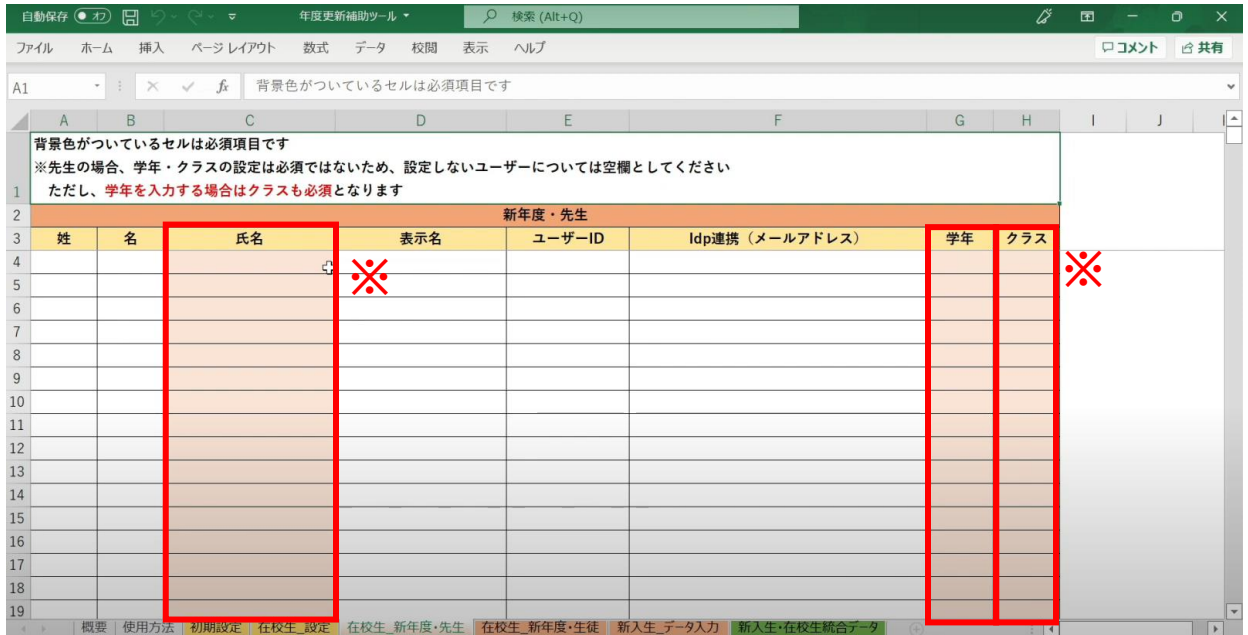 自動保存 オフ 年度更新補助ツール 検索 (Alt+Q)
ファイル ホーム 挿入 ページ レイアウト 数式 データ 校閲 表示 ヘルプ コメント 共有
A1 fx 背景色がついているセルは必須項目です
A B C D E F G H I J
背景色がついているセルは必須項目です
※先生の場合、学年・クラスの設定は必須ではないため、設定しないユーザーについては空欄としてください
1 ただし、学年を入力する場合はクラスも必須となります
2 新年度・先生
3 姓 名 氏名 表示名 ユーザーID Idp連携（メールアドレス） 学年 クラス
4 ※ ※
5
6
7
8
9
10
11
12
13
14
15
16
17
18
19
概要 使用方法 初期設定 在校生_設定 在校生_新年度・先生 在校生_新年度・生徒 新入生_データ入力 新入生・在校生統合データ